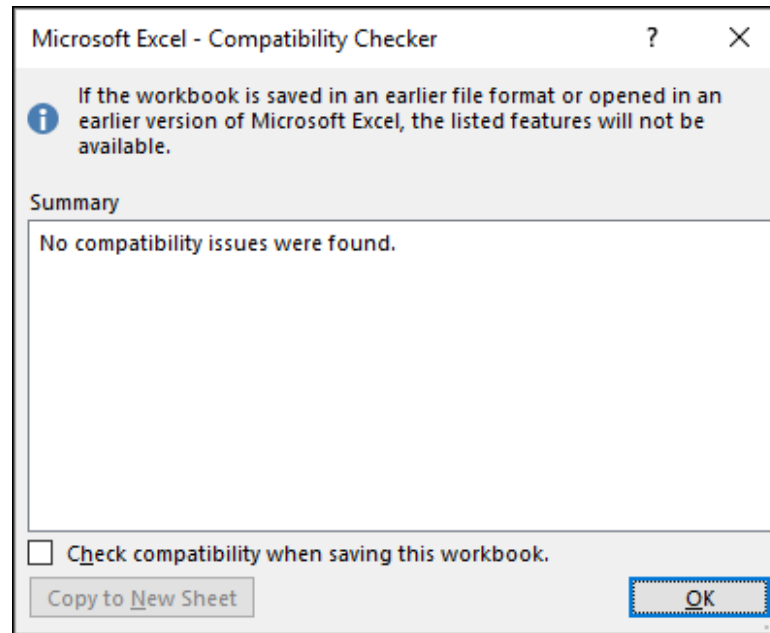 Microsoft Excel - Compatibility Checker ?
If the workbook is saved in an earlier file format or opened in an
earlier version of Microsoft Excel, the listed features will not be
available.
Summary
No compatibility issues were found.
Check compatibility when saving this workbook.
Copy to New Sheet OK